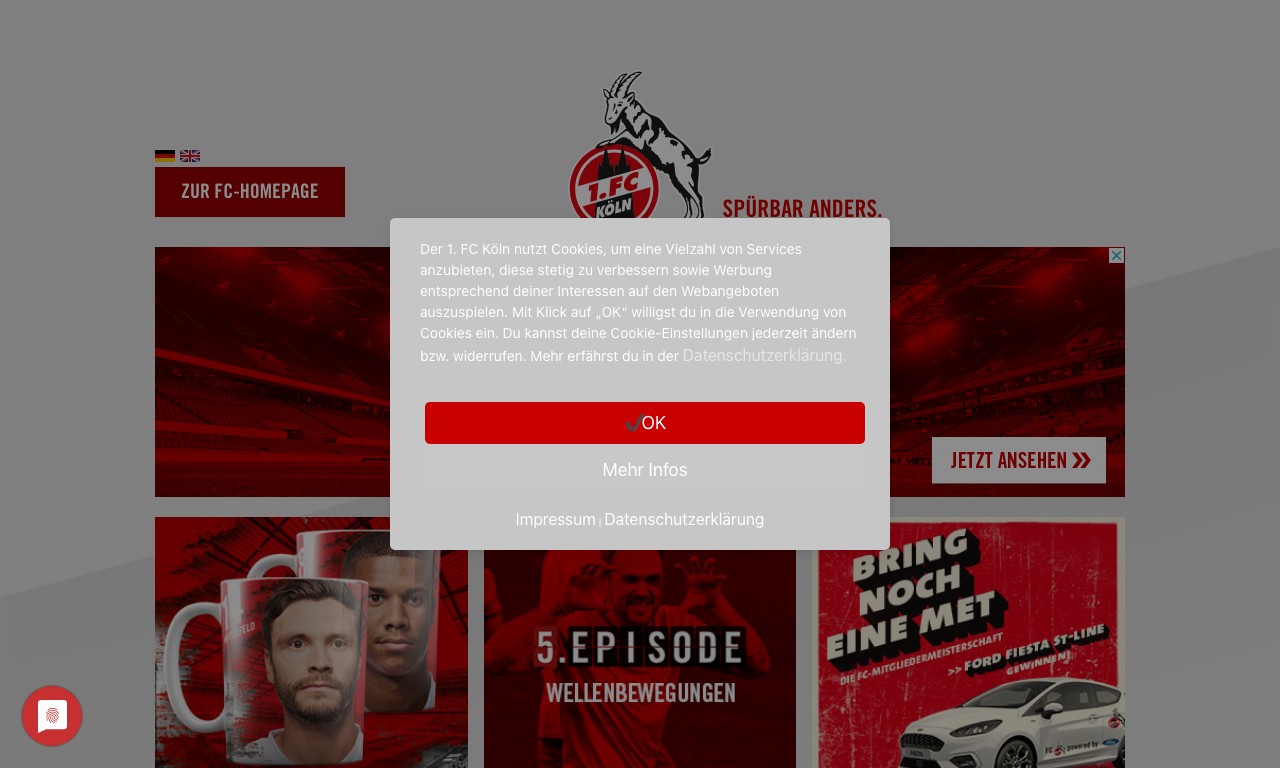 ZUR FC-HOMEPAGE
1.FC
KÖLN
SPÜRBAR ANDERS.
Der 1. FC Köln nutzt Cookies, um eine Vielzahl von Services
anzubieten, diese stetig zu verbessern sowie Werbung
entsprechend deiner Interessen auf den Webangeboten
auszuspielen. Mit Klick auf „OK“ willigst du in die Verwendung von
Cookies ein. Du kannst deine Cookie-Einstellungen jederzeit ändern
bzw. widerrufen. Mehr erfährst du in der Datenschutzerklärung.
✔OK
Mehr Infos
Impressum | Datenschutzerklärung
JETZT ANSEHEN »
5.EPISODE
WELLENBEWEGUNGEN
BRING
NOCH
EINE MET
DIE FC-MITGLIEDERMEISTERSCHAFT
>> FORD FIESTA ST-LINE
GEWINNEN!
powered by Ford